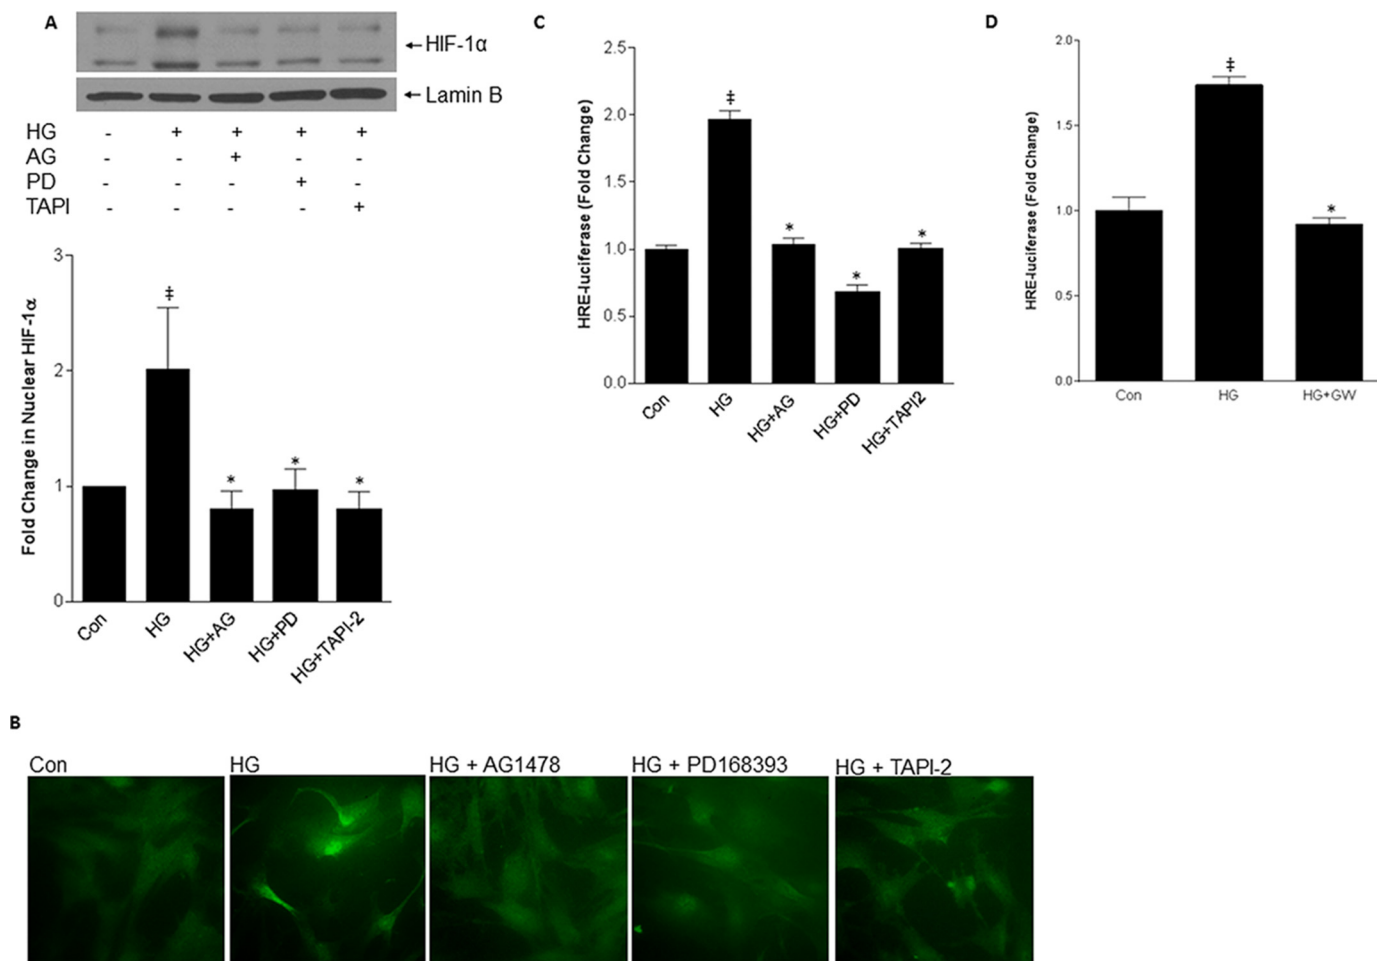 A
HIF-1α
Lamin B
HG - + + + +
AG - - + - -
PD - - - + -
TAPI - - - - +
Fold Change in Nuclear HIF-1α
3
2
1
0
‡
*
*
*
Con
HG
HG+AG
HG+PD
HG+TAPI-2
C
HRE-luciferase (Fold Change)
2.5
2.0
1.5
1.0
0.5
0.0
‡
*
*
*
Con
HG
HG+AG
HG+PD
HG+TAPI2
D
HRE-luciferase (Fold Change)
2.0
1.5
1.0
0.5
0.0
‡
*
Con
HG
HG+GW
B
Con
HG
HG + AG1478
HG + PD168393
HG + TAPI-2